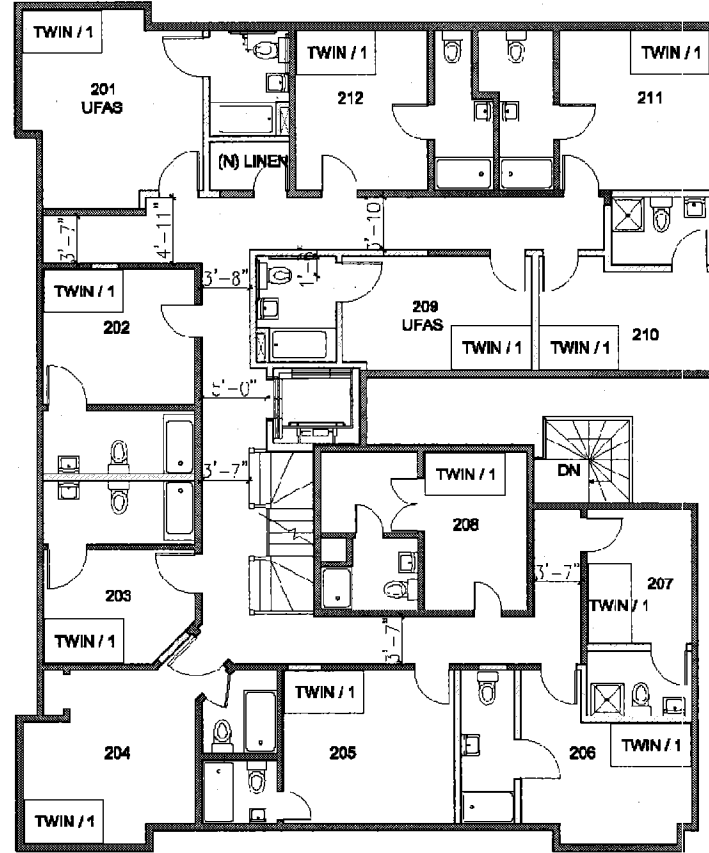 TWIN / 1
TWIN / 1
TWIN / 1
201
UFAS
212
211
(N) LINEN
3'-7"
4'-11"
3'-10
3'-8"
TWIN / 1
202
209
UFAS
210
TWIN / 1
TWIN / 1
5'-0"
3'-7"
TWIN / 1
DN
208
3'-7"
207
TWIN / 1
203
TWIN / 1
3'-7"
TWIN / 1
204
205
206
TWIN / 1
TWIN / 1